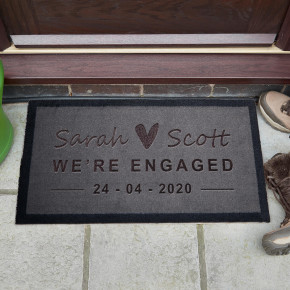 Sarah Scott
WE'RE ENGAGED
24 - 04 - 2020